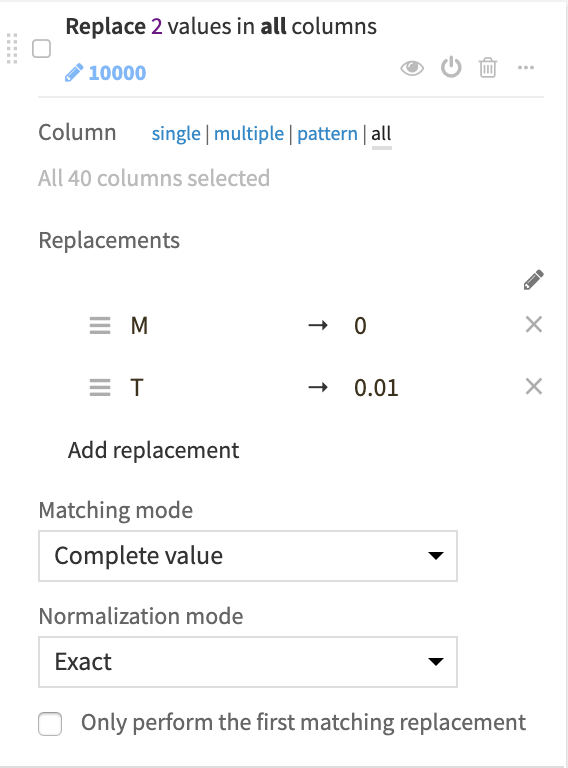 Replace 2 values in all columns
10000
Column single | multiple | pattern | all
All 40 columns selected
Replacements
M → 0
T → 0.01
Add replacement
Matching mode
Complete value
Normalization mode
Exact
Only perform the first matching replacement